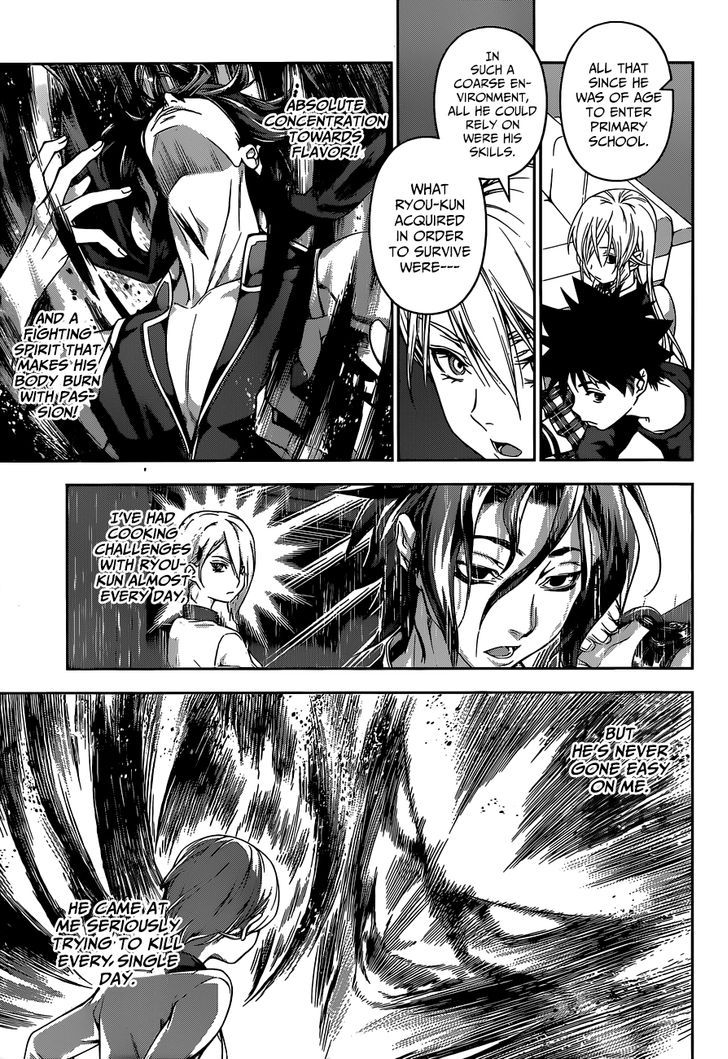 ALL THAT
SINCE HE
WAS OF AGE
TO ENTER
PRIMARY
SCHOOL.
IN
SUCH A
COARSE EN-
VIRONMENT,
ALL HE COULD
RELY ON
WERE HIS
SKILLS.
WHAT
RYOU-KUN
ACQUIRED
IN ORDER
TO SURVIVE
WERE---
ABSOLUTE
CONCENTRATION
TOWARDS
FLAVOR!!
AND A
FIGHTING
SPIRIT THAT
MAKES HIS
BODY BURN
WITH PAS-
SION!
I'VE HAD
COOKING
CHALLENGES
WITH RYOU-
KUN ALMOST
EVERY DAY,
BUT
HE'S NEVER
GONE EASY
ON ME.
HE CAME AT
ME SERIOUSLY
TRYING TO KILL
EVERY SINGLE
DAY.